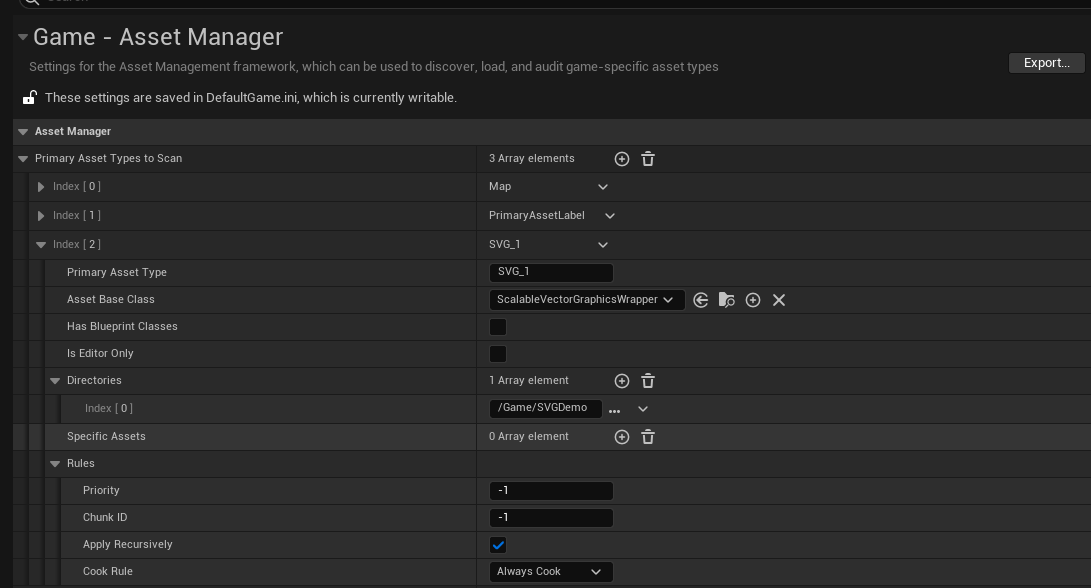 Game - Asset Manager
Settings for the Asset Management framework, which can be used to discover, load, and audit game-specific asset types
Export...
These settings are saved in DefaultGame.ini, which is currently writable.
Asset Manager
Primary Asset Types to Scan 3 Array elements
Index [ 0 ] Map
Index [ 1 ] PrimaryAssetLabel
Index [ 2 ] SVG_1
Primary Asset Type SVG_1
Asset Base Class ScalableVectorGraphicsWrapper
Has Blueprint Classes
Is Editor Only
Directories 1 Array element
Index [ 0 ] /Game/SVGDemo ...
Specific Assets 0 Array element
Rules
Priority -1
Chunk ID -1
Apply Recursively
Cook Rule Always Cook